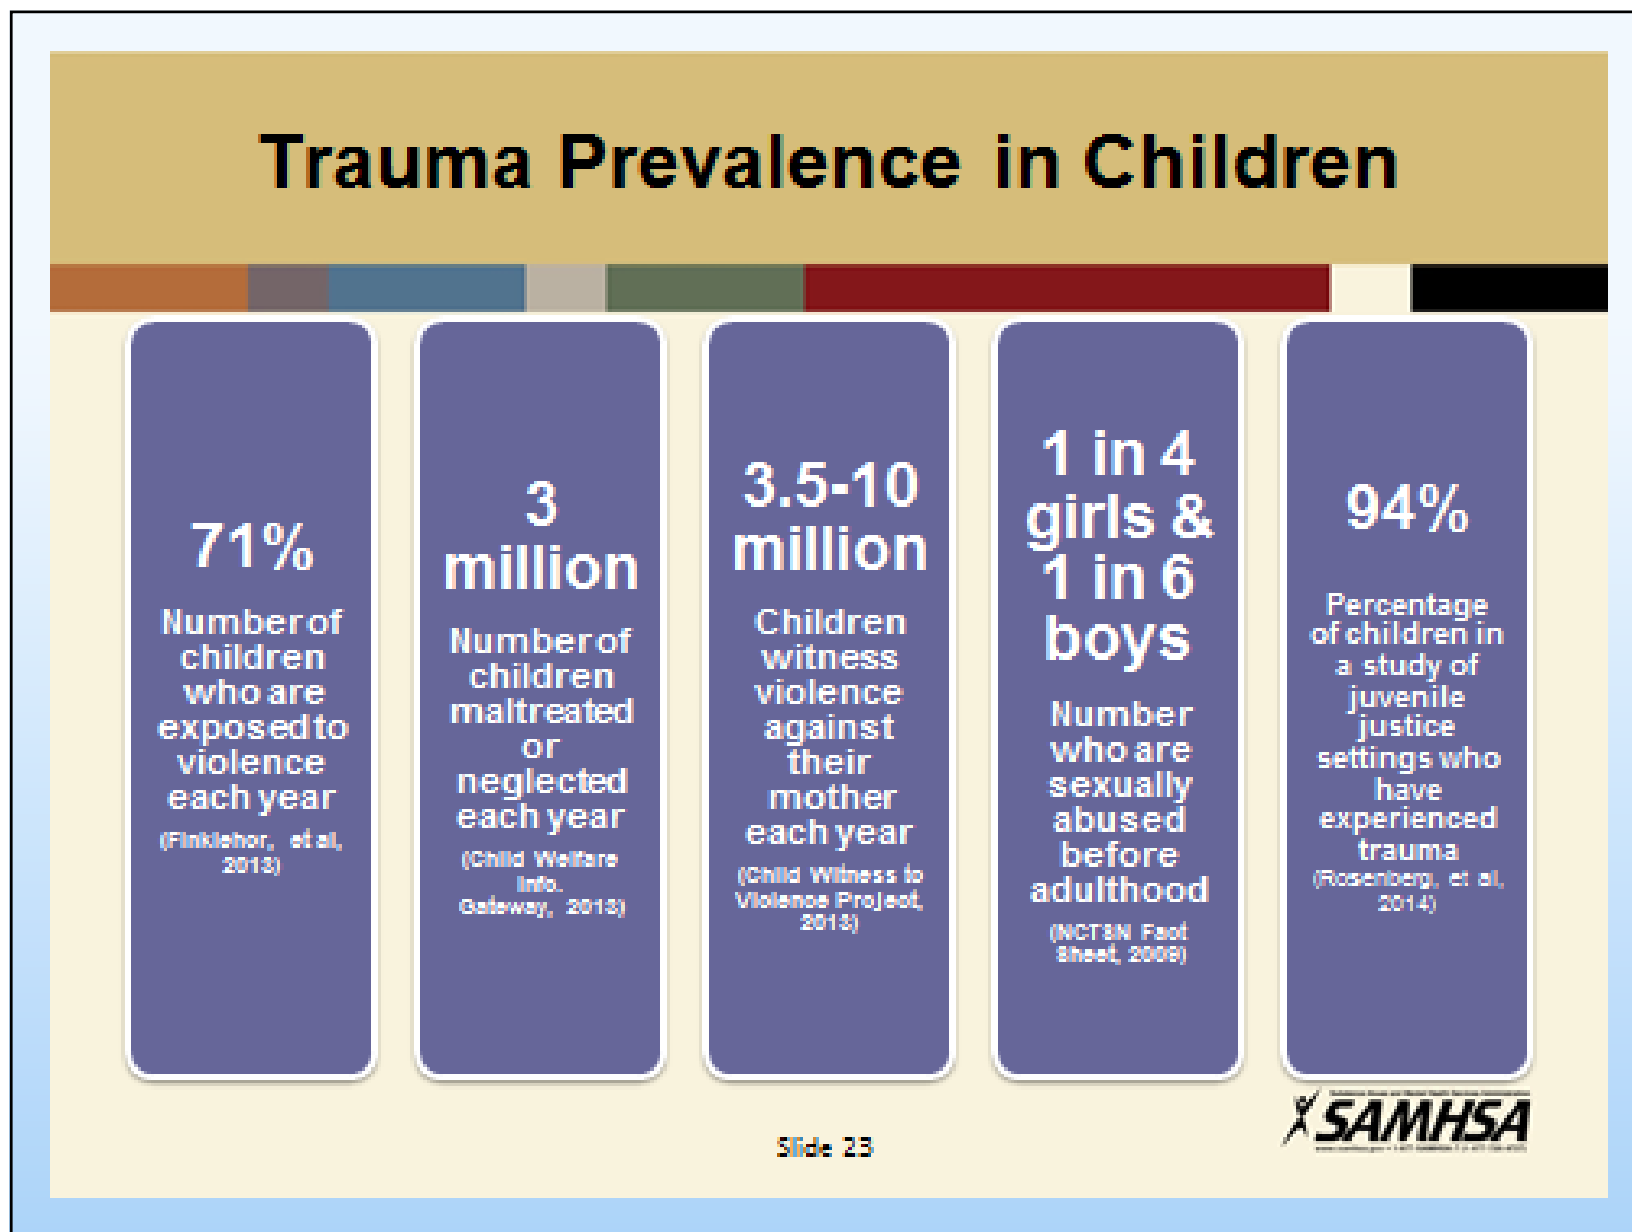 Trauma Prevalence in Children
71%
Number of
children
who are
exposed to
violence
each year
(Finklehor, et al,
2013)
3
million
Number of
children
maltreated
or
neglected
each year
(Child Welfare
Info.
Gateway, 2013)
3.5-10
million
Children
witness
violence
against
their
mother
each year
(Child Witness to
Violence Project,
2013)
1 in 4
girls &
1 in 6
boys
Number
who are
sexually
abused
before
adulthood
(NCTSN Fact
Sheet, 2009)
94%
Percentage
of children in
a study of
juvenile
justice
settings who
have
experienced
trauma
(Rosenberg, et al,
2014)
SAMHSA
Slide 23